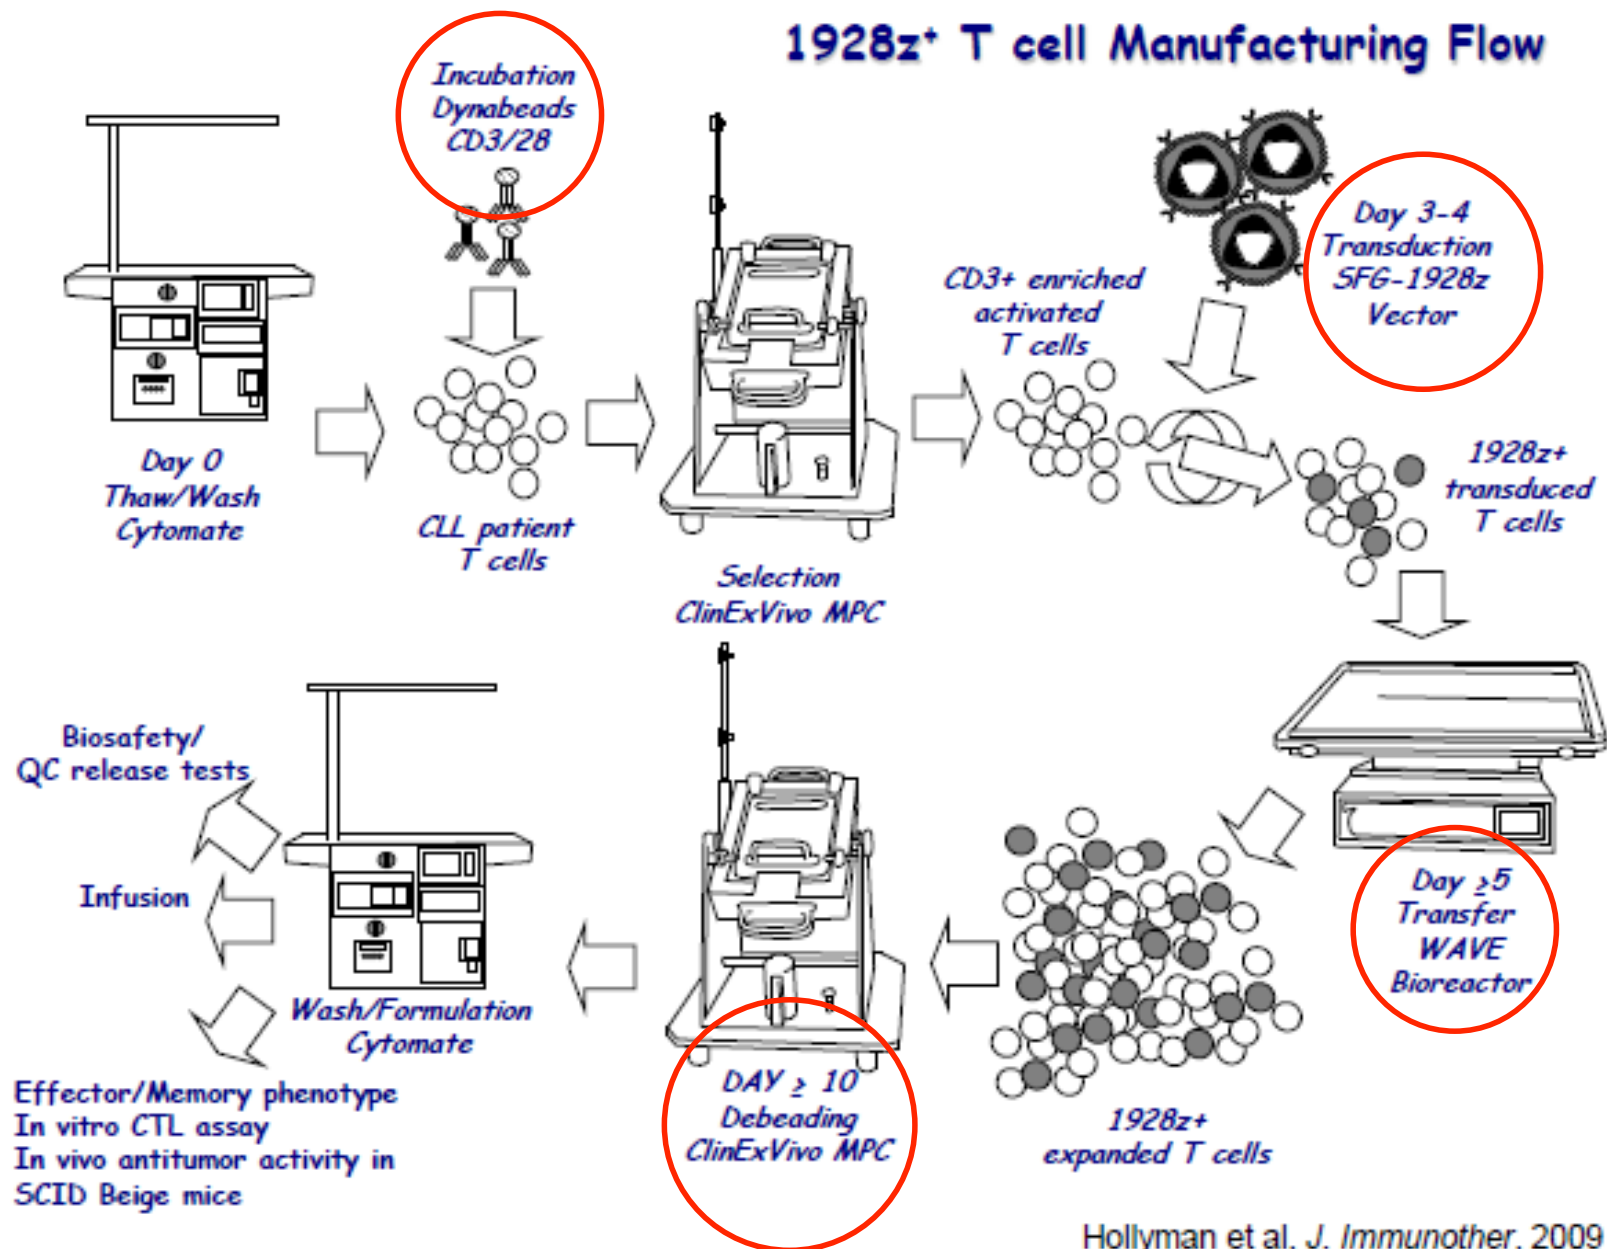 1928z⁺ T cell Manufacturing Flow
Incubation
Dynabeads
CD3/28
Day 3-4
Transduction
SFG-1928z
Vector
CD3+ enriched
activated
T cells
Day 0
Thaw/Wash
Cytomate
CLL patient
T cells
Selection
ClinExVivo MPC
1928z+
transduced
T cells
Day ≥5
Transfer
WAVE
Bioreactor
1928z+
expanded T cells
DAY ≥ 10
Debeading
ClinExVivo MPC
Wash/Formulation
Cytomate
Biosafety/
QC release tests
Infusion
Effector/Memory phenotype
In vitro CTL assay
In vivo antitumor activity in
SCID Beige mice
Hollyman et al. J. Immunother. 2009